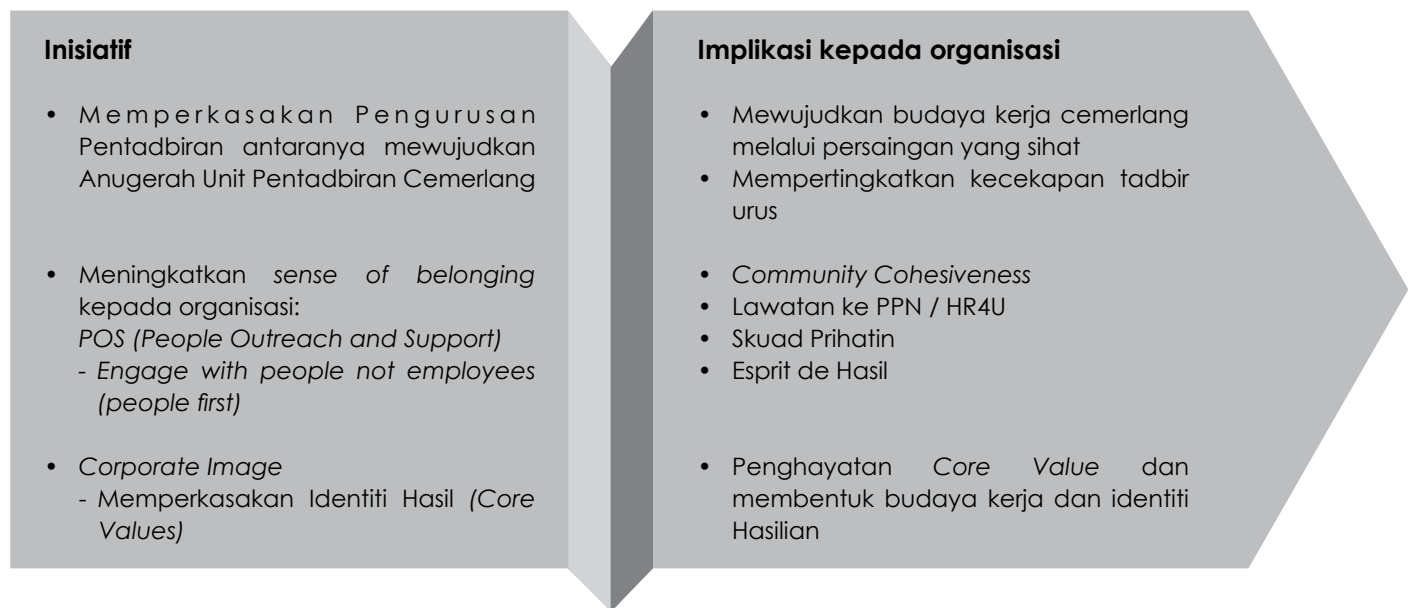 Inisiatif
• Memperkasakan Pengurusan
Pentadbiran antaranya mewujudkan
Anugerah Unit Pentadbiran Cemerlang
• Meningkatkan sense of belonging
kepada organisasi:
POS (People Outreach and Support)
- Engage with people not employees
(people first)
• Corporate Image
- Memperkasakan Identiti Hasil (Core
Values)
Implikasi kepada organisasi
• Mewujudkan budaya kerja cemerlang
melalui persaingan yang sihat
• Mempertingkatkan kecekapan tadbir
urus
• Community Cohesiveness
• Lawatan ke PPN / HR4U
• Skuad Prihatin
• Esprit de Hasil
• Penghayatan Core Value dan
membentuk budaya kerja dan identiti
Hasilian